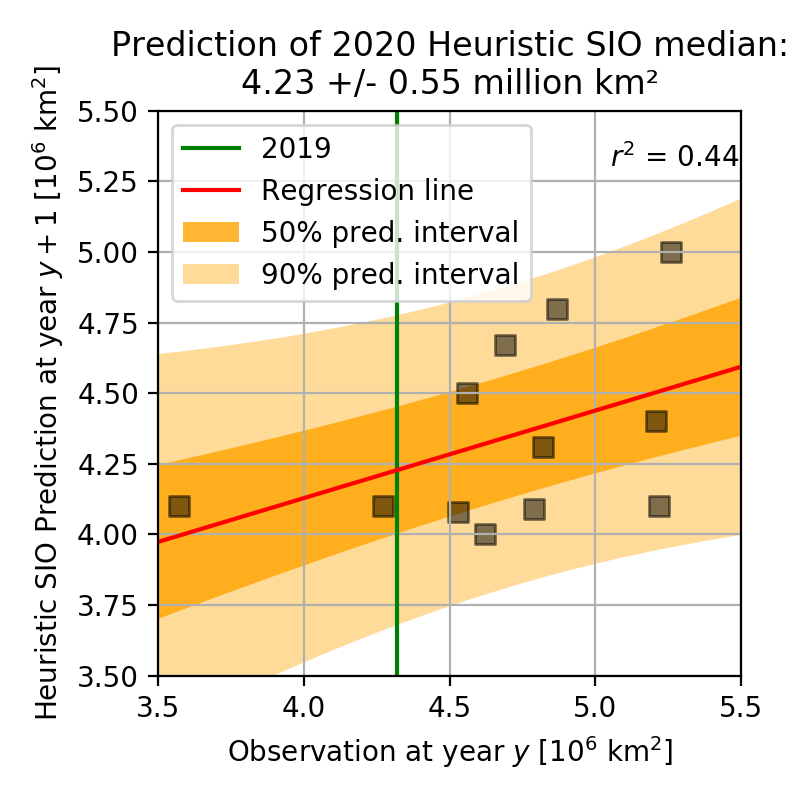 Prediction of 2020 Heuristic SIO median:
4.23 +/- 0.55 million km²
Heuristic SIO Prediction at year y + 1 [10⁶ km²]
5.50
5.25
5.00
4.75
4.50
4.25
4.00
3.75
3.50
2019
Regression line
50% pred. interval
90% pred. interval
r² = 0.44
3.5
4.0
4.5
5.0
5.5
Observation at year y [10⁶ km²]